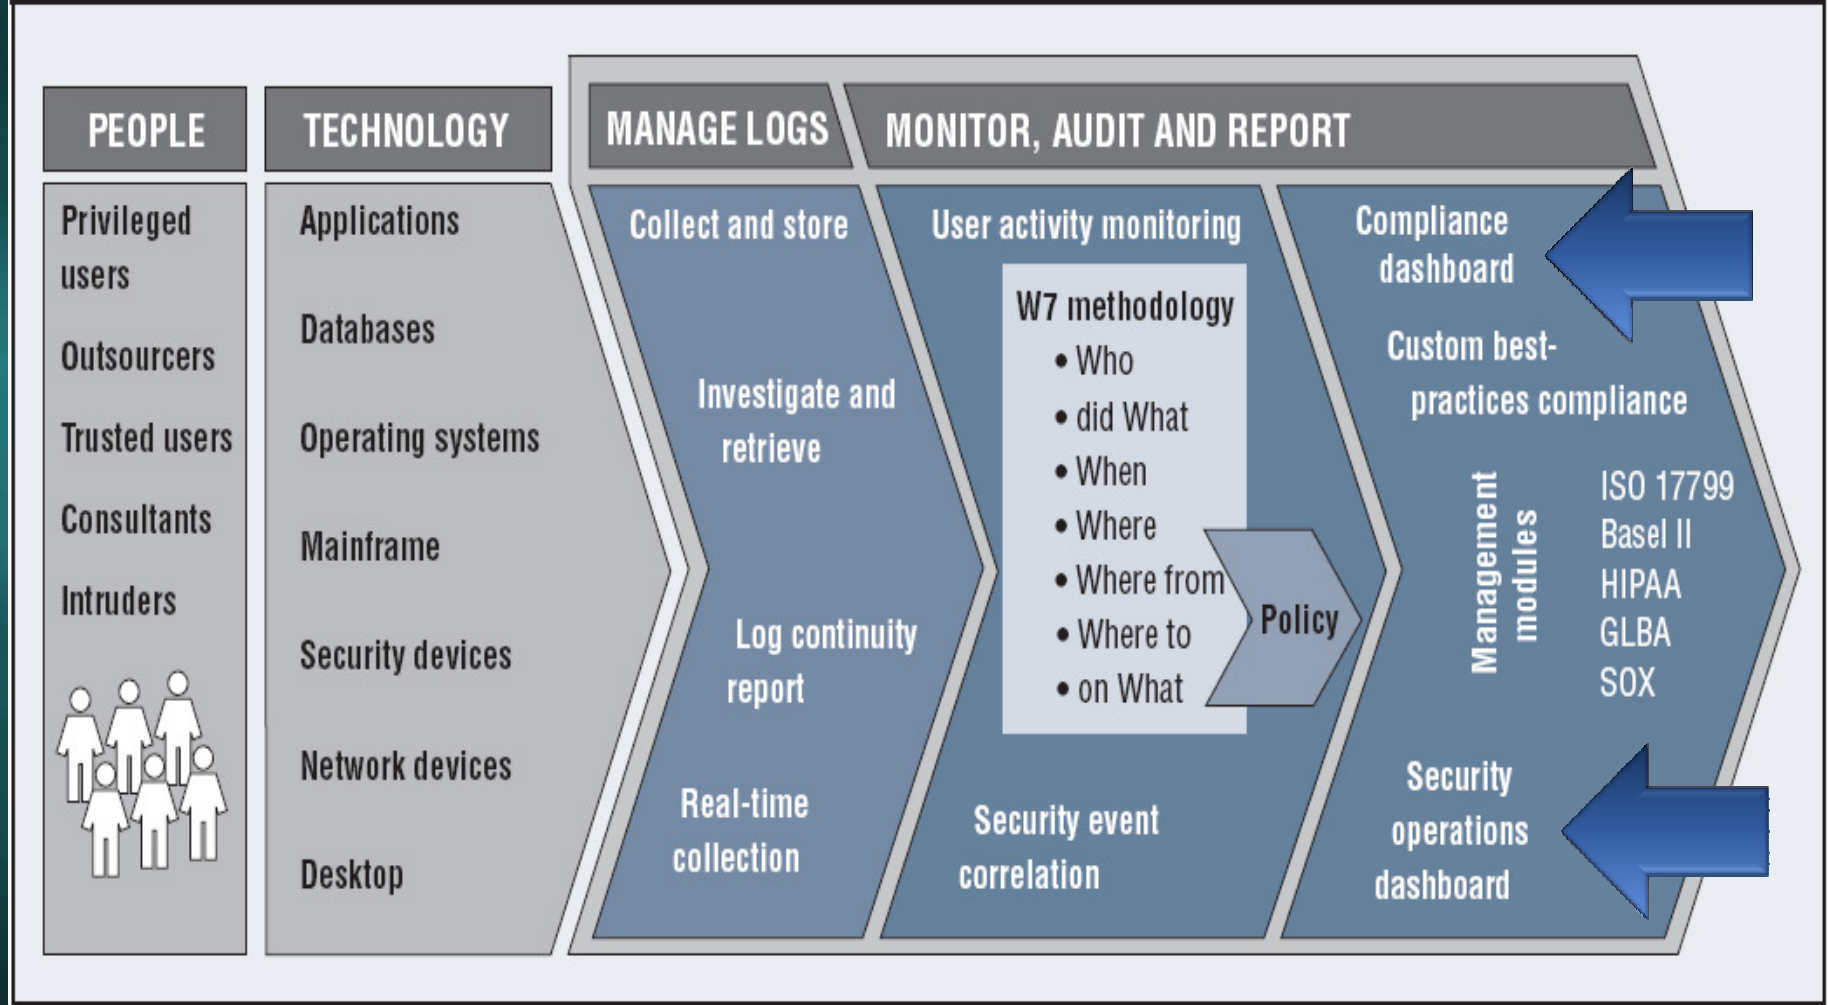 PEOPLE
Privileged
users
Outsourcers
Trusted users
Consultants
Intruders
TECHNOLOGY
Applications
Databases
Operating systems
Mainframe
Security devices
Network devices
Desktop
MANAGE LOGS
Collect and store
Investigate and
retrieve
Log continuity
report
Real-time
collection
MONITOR, AUDIT AND REPORT
User activity monitoring
W7 methodology
• Who
• did What
• When
• Where
• Where from
• Where to
• on What
Policy
Security event
correlation
Compliance
dashboard
Custom best-
practices compliance
Management
modules
ISO 17799
Basel II
HIPAA
GLBA
SOX
Security
operations
dashboard